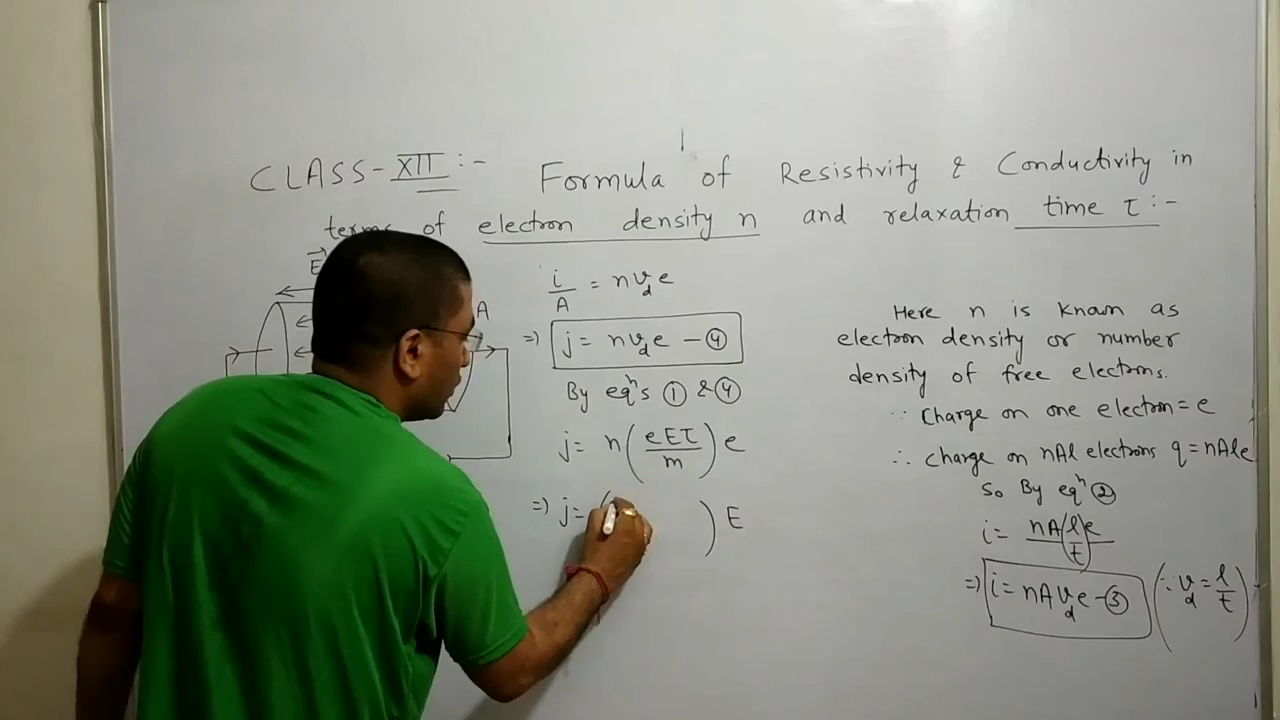 CLASS-XII :- Formula of Resistivity & Conductivity in
terms of electron density n and relaxation time τ :-
E⃗
A
i/A = nv_d e
=) j = nv_d e - ④
By eqⁿs ① & ④
j = n(eEτ/m)e
=) j = ( ) E
Here n is known as
electron density or number
density of free electrons.
∵ Charge on one electron = e
∴ Charge on nAl electrons q = nAle
So By eqⁿ ②
i = nA(l/t)e
=) i = nAv_d e - ③ (∵ v_d = l/t)